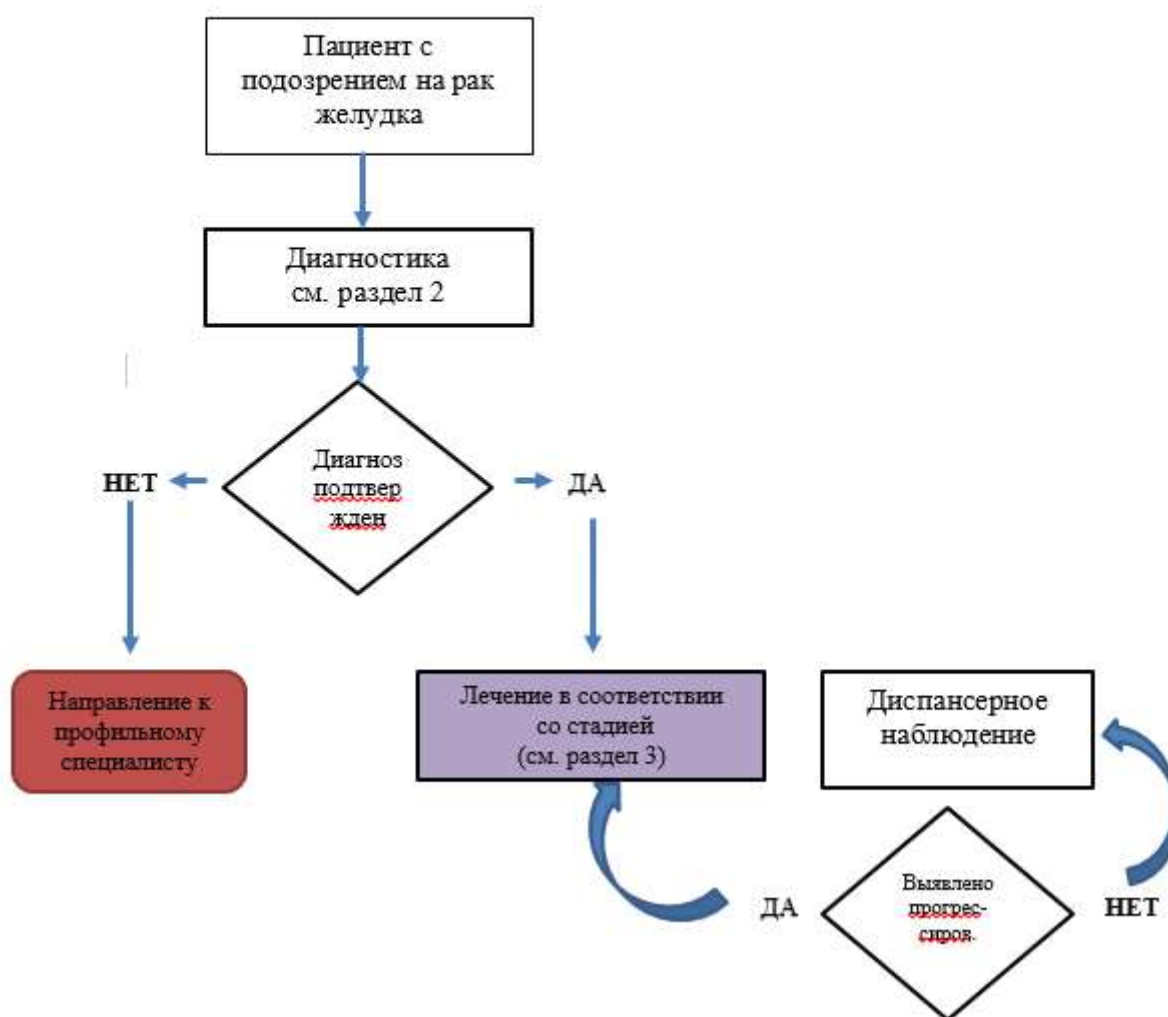 Пациент с
подозрением на рак
желудка
Диагностика
см. раздел 2
Диагноз
подтвер
жден
НЕТ
ДА
Направление к
профильному
специалисту
Лечение в соответствии
со стадией
(см. раздел 3)
Диспансерное
наблюдение
Выявлено
прогрес-
сиров.
ДА
НЕТ